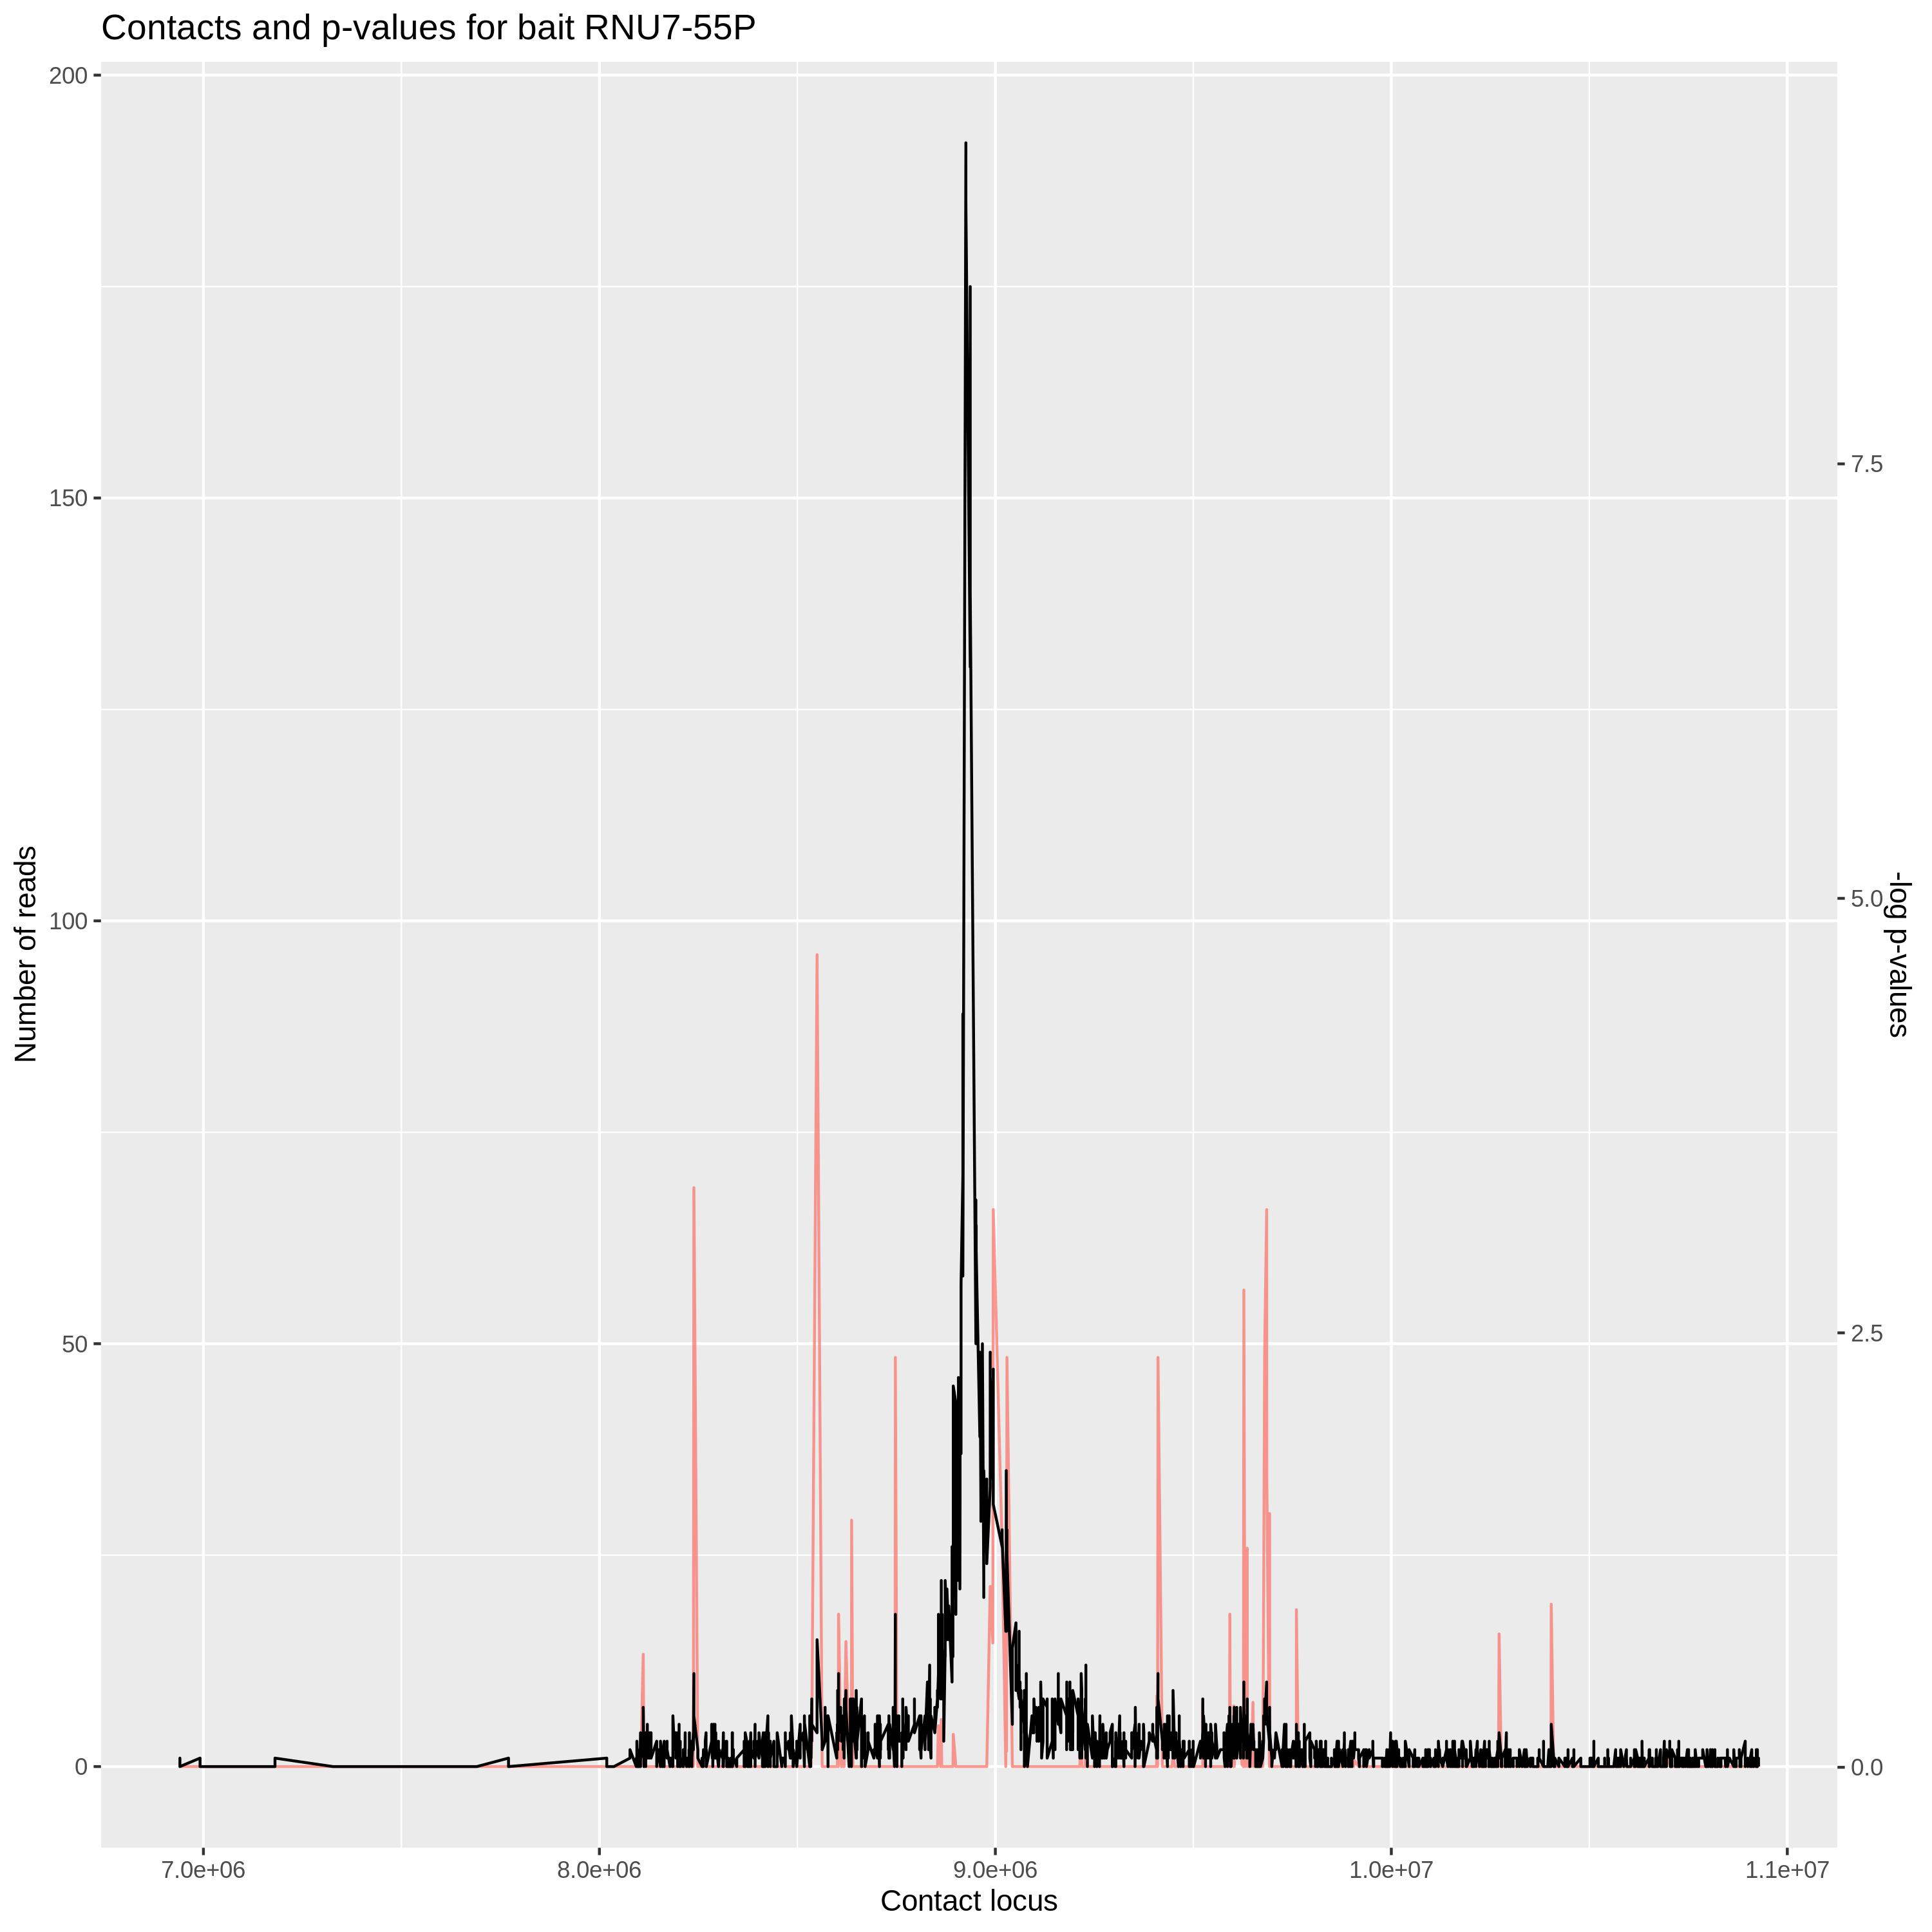 Contacts and p-values for bait RNU7-55P
200
150
100
50
0
7.5
5.0
2.5
0.0
Number of reads
-log p-values
7.0e+06
8.0e+06
9.0e+06
1.0e+07
1.1e+07
Contact locus